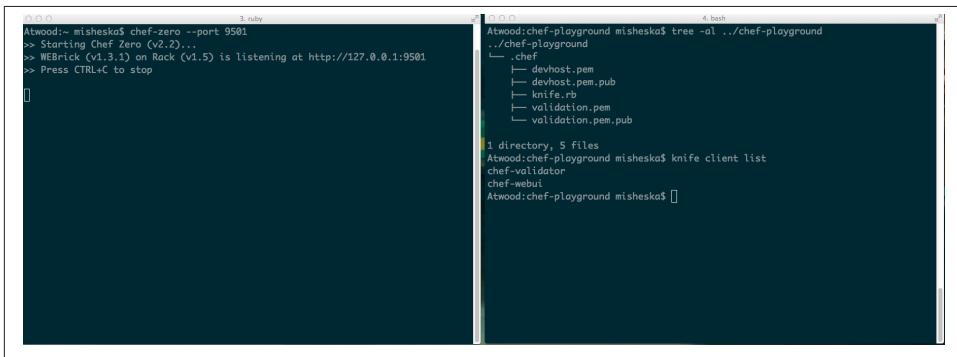 3. ruby
Atwood:~ misheska$ chef-zero --port 9501
>> Starting Chef Zero (v2.2)...
>> WEBrick (v1.3.1) on Rack (v1.5) is listening at http://127.0.0.1:9501
>> Press CTRL+C to stop
4. bash
Atwood:chef-playground misheska$ tree -al ../chef-playground
../chef-playground
└── .chef
├── devhost.pem
├── devhost.pem.pub
├── knife.rb
├── validation.pem
└── validation.pem.pub
1 directory, 5 files
Atwood:chef-playground misheska$ knife client list
chef-validator
chef-webui
Atwood:chef-playground misheska$